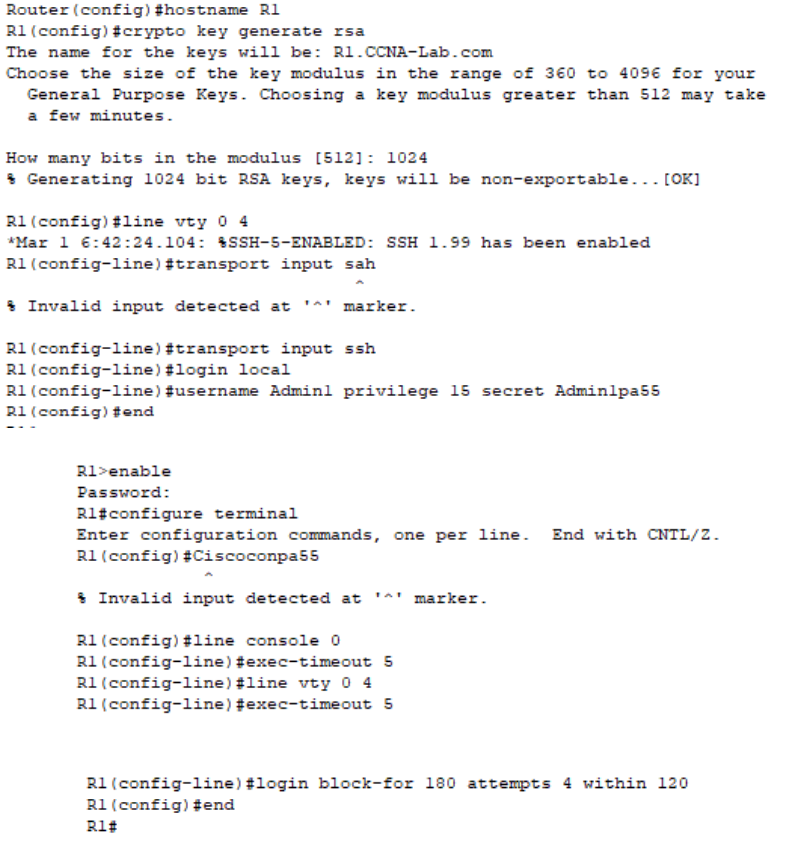 Router(config)#hostname R1
R1(config)#crypto key generate rsa
The name for the keys will be: R1.CCNA-Lab.com
Choose the size of the key modulus in the range of 360 to 4096 for your
General Purpose Keys. Choosing a key modulus greater than 512 may take
a few minutes.
How many bits in the modulus [512]: 1024
% Generating 1024 bit RSA keys, keys will be non-exportable...[OK]
R1(config)#line vty 0 4
*Mar 1 6:42:24.104: %SSH-5-ENABLED: SSH 1.99 has been enabled
R1(config-line)#transport input sah
^
% Invalid input detected at '^' marker.
R1(config-line)#transport input ssh
R1(config-line)#login local
R1(config-line)#username Admin1 privilege 15 secret Admin1pa55
R1(config)#end
R1>enable
Password:
R1#configure terminal
Enter configuration commands, one per line. End with CNTL/Z.
R1(config)#Ciscoconpa55
^
% Invalid input detected at '^' marker.
R1(config)#line console 0
R1(config-line)#exec-timeout 5
R1(config-line)#line vty 0 4
R1(config-line)#exec-timeout 5
R1(config-line)#login block-for 180 attempts 4 within 120
R1(config)#end
R1#